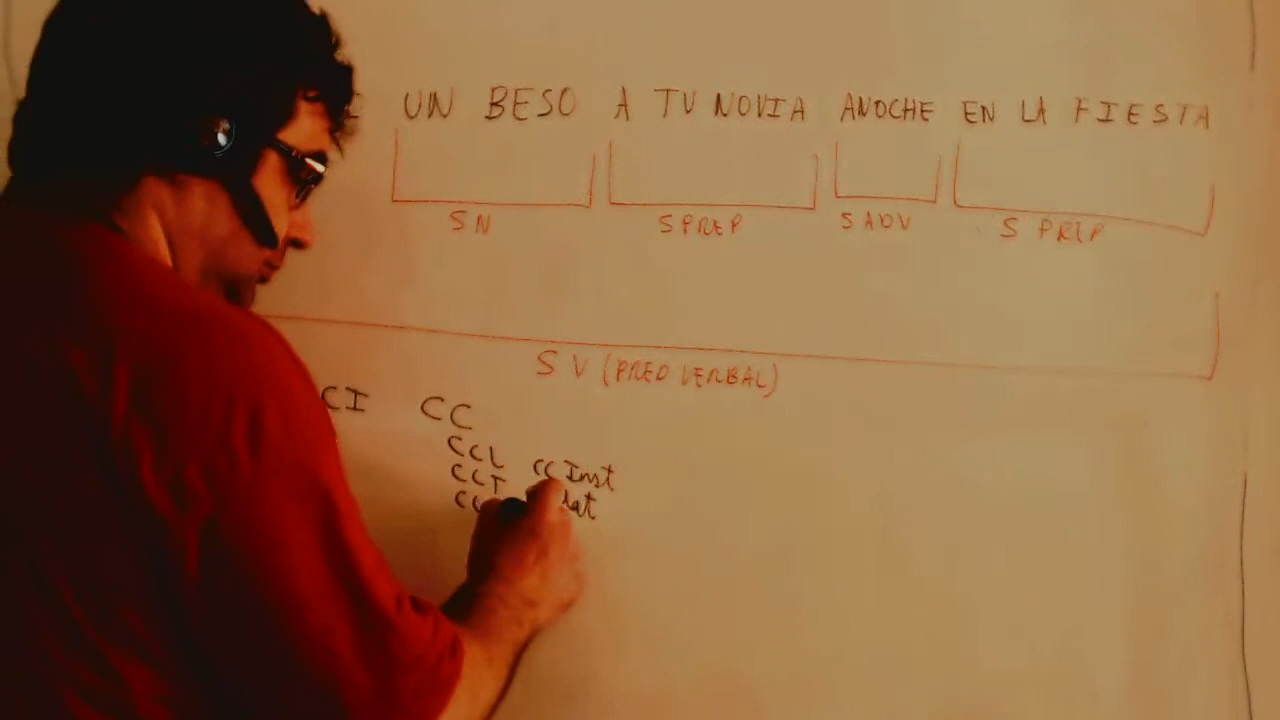 UN BESO A TU NOVIA ANOCHE EN LA FIESTA
SN SPREP SADV S PREP
S V (PRED VERBAL)
CI CC
CCL CC Inst
CCT